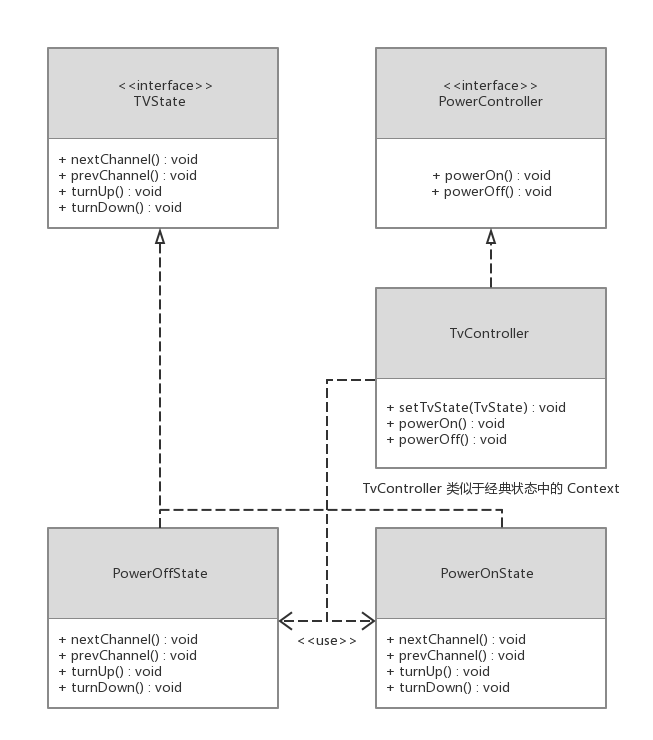 <<interface>>
TVState
+ nextChannel() : void
+ prevChannel() : void
+ turnUp() : void
+ turnDown() : void
<<interface>>
PowerController
+ powerOn() : void
+ powerOff() : void
TvController
+ setTvState(TvState) : void
+ powerOn() : void
+ powerOff() : void
TvController 类似于经典状态中的 Context
PowerOffState
+ nextChannel() : void
+ prevChannel() : void
+ turnUp() : void
+ turnDown() : void
<<use>>
PowerOnState
+ nextChannel() : void
+ prevChannel() : void
+ turnUp() : void
+ turnDown() : void